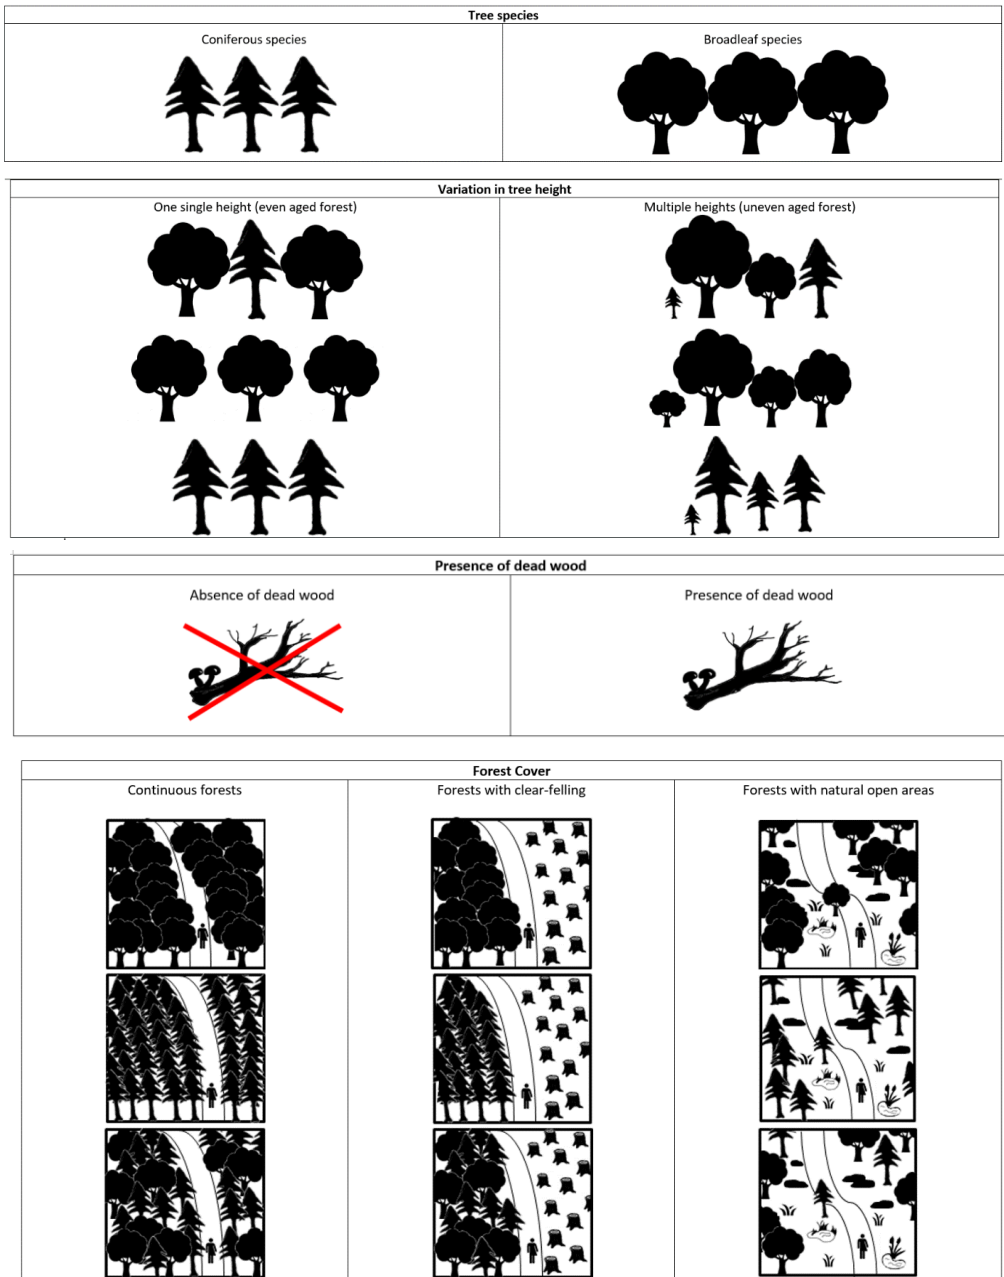 Tree species
Coniferous species
Broadleaf species
Variation in tree height
One single height (even aged forest)
Multiple heights (uneven aged forest)
Presence of dead wood
Absence of dead wood
Presence of dead wood
Forest Cover
Continuous forests
Forests with clear-felling
Forests with natural open areas